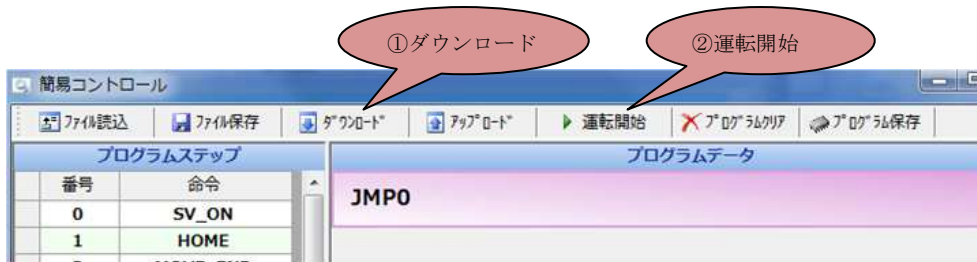 ①ダウンロード
②運転開始
簡易コントロール
ﾌｧｲﾙ読込 ﾌｧｲﾙ保存 ﾀﾞｳﾝﾛｰﾄﾞ ｱｯﾌﾟﾛｰﾄﾞ 運転開始 ﾌﾟﾛｸﾞﾗﾑｸﾘｱ ﾌﾟﾛｸﾞﾗﾑ保存
プログラムステップ プログラムデータ
番号 命令
JMP0
0 SV_ON
1 HOME